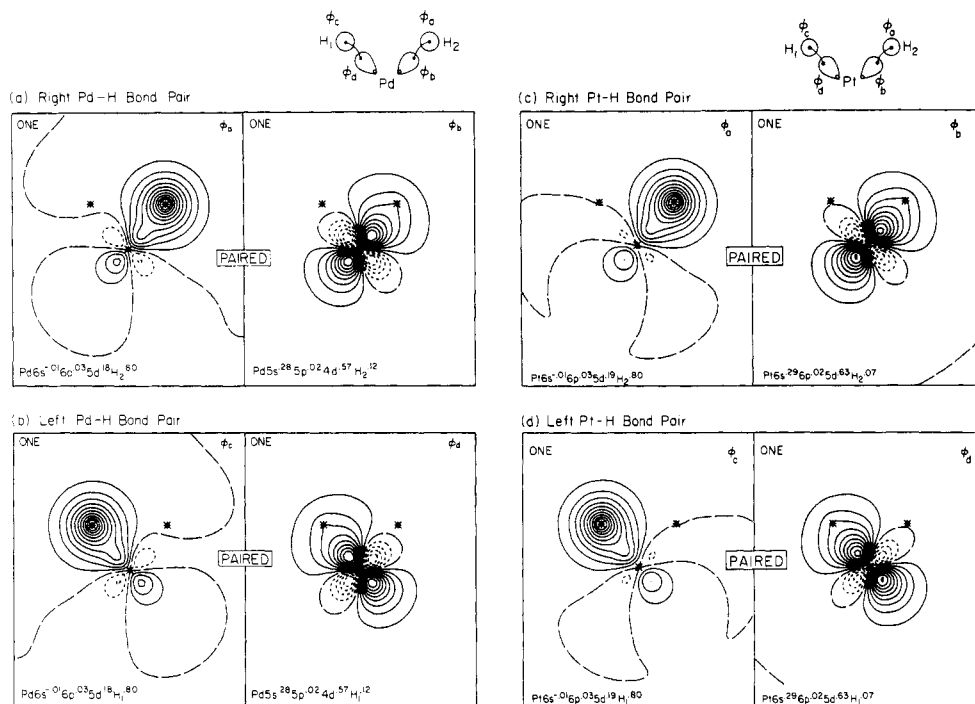 ϕc ϕa
H₁ H₂
ϕd ϕb
Pd
ϕc ϕa
H₁ H₂
ϕd ϕb
Pt
(a) Right Pd-H Bond Pair
ONE ϕa
ONE ϕb
PAIRED
Pd6s^-.01 6p^.03 5d^.18 H₂^.80
Pd5s^.28 5p^.02 4d^.57 H₂^.12
(b) Left Pd-H Bond Pair
ONE ϕc
ONE ϕd
PAIRED
Pd6s^-.01 6p^.03 5d^.18 H₁^.80
Pd5s^.28 5p^.02 4d^.57 H₁^.12
(c) Right Pt-H Bond Pair
ONE ϕa
ONE ϕb
PAIRED
Pt6s^-.01 6p^.03 5d^.19 H₂^.80
Pt6s^.29 6p^.02 5d^.63 H₂^.07
(d) Left Pt-H Bond Pair
ONE ϕc
ONE ϕd
PAIRED
Pt6s^-.01 6p^.03 5d^.19 H₁^.80
Pt6s^.29 6p^.02 5d^.63 H₁^.07